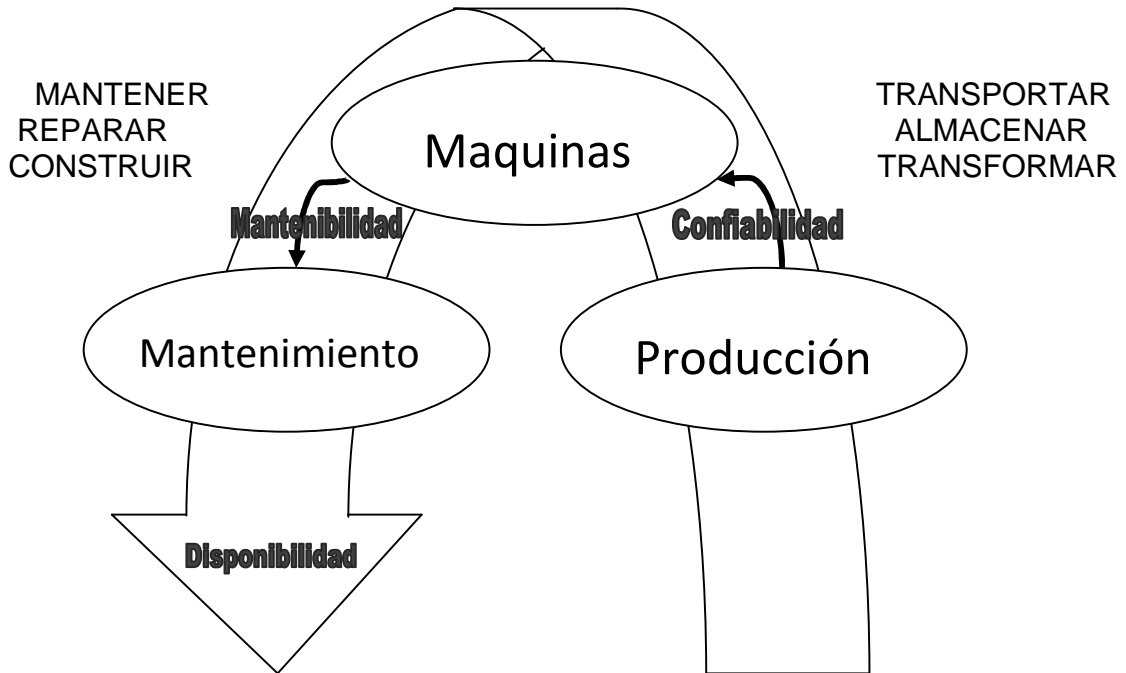 MANTENER
REPARAR
CONSTRUIR
TRANSPORTAR
ALMACENAR
TRANSFORMAR
Maquinas
Mantenibilidad
Confiabilidad
Mantenimiento
Producción
Disponibilidad